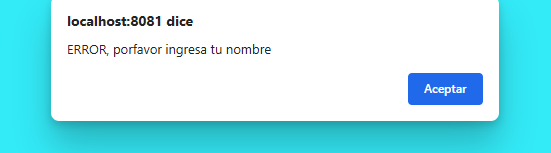 localhost:8081 dice
ERROR, porfavor ingresa tu nombre
Aceptar